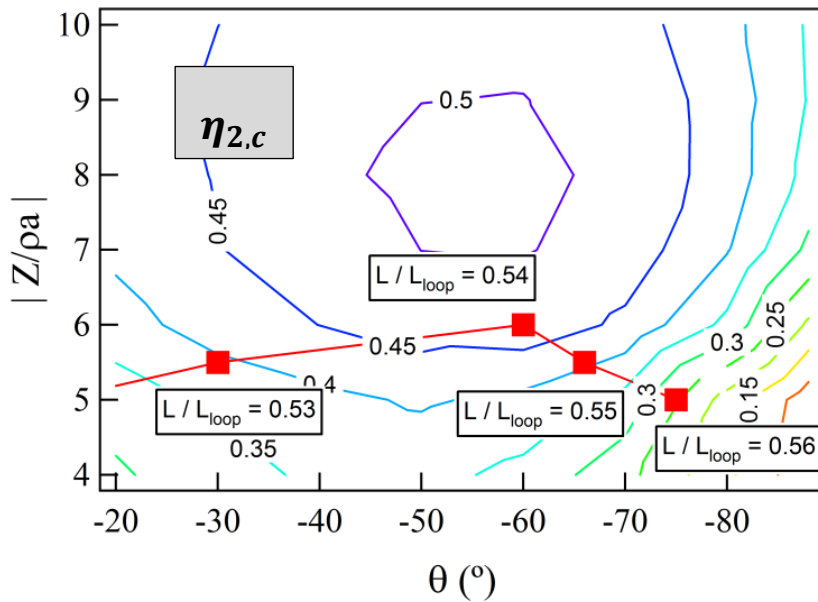 10
9
8
7
6
5
4
| Z/ρa |
η2,c
0.5
0.45
L / Lloop = 0.54
0.45
0.4
0.3
0.25
L / Lloop = 0.53
L / Lloop = 0.55
0.3
0.15
0.35
L / Lloop = 0.56
-20 -30 -40 -50 -60 -70 -80
θ (º)